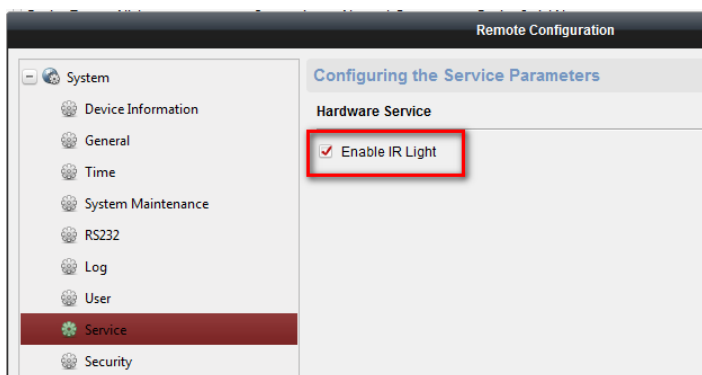 Remote Configuration
System
Device Information
General
Time
System Maintenance
RS232
Log
User
Service
Security
Configuring the Service Parameters
Hardware Service
Enable IR Light